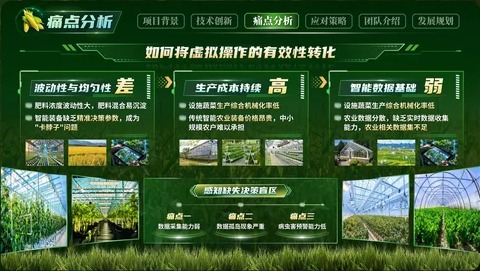 痛点分析
项目背景
技术创新
痛点分析
应对策略
团队介绍
发展规划
如何将虚拟操作的有效性转化
波动性与均匀性 差
肥料浓度波动性大，肥料混合易沉淀
智能装备缺乏精准决策参数，成为
“卡脖子”问题
生产成本持续 高
设施蔬菜生产综合机械化率低
传统智能农业装备价格昂贵，中小
规模农户难以承担
智能数据基础 弱
设施蔬菜生产综合机械化率低
农业数据分散，缺乏实时数据收集
能力，农业相关数据集不足
感知缺失决策盲区
痛点一
数据采集能力弱
痛点二
数据孤岛现象严重
痛点三
病虫害预警能力低